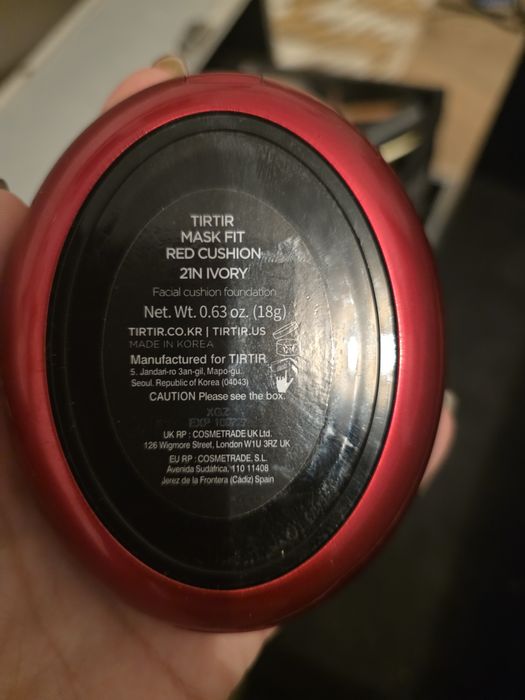 TIRTIR
MASK FIT
RED CUSHION
21N IVORY
Facial cushion foundation
Net. Wt. 0.63 oz. (18g)
TIRTIR.CO.KR | TIRTIR.US
MADE IN KOREA
Manufactured for TIRTIR
5, Jandari-ro 3an-gil, Mapo-gu,
Seoul, Republic of Korea (04043)
CAUTION Please see the box.
EXP
UK RP : COSMETRADE UK Ltd.
126 Wigmore Street, London W1U 3RZ UK
EU RP : COSMETRADE, S.L.
Avenida Sudáfrica, 110 11408
Jerez de la Frontera (Cádiz) Spain